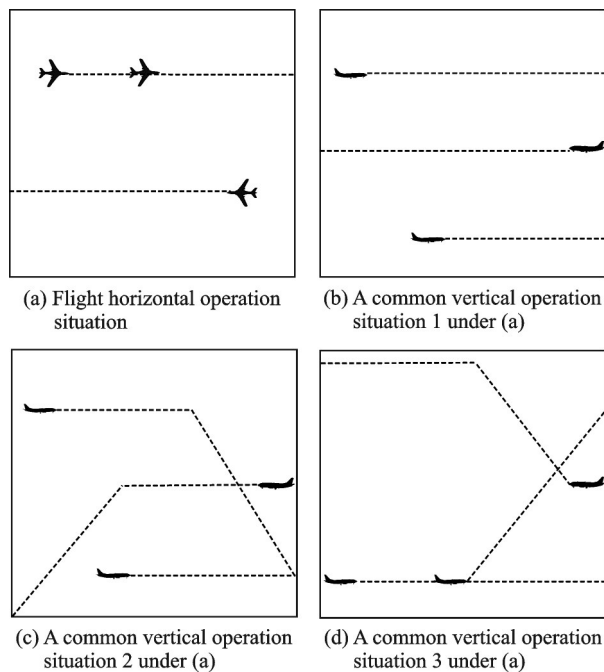 (a) Flight horizontal operation
situation
(b) A common vertical operation
situation 1 under (a)
(c) A common vertical operation
situation 2 under (a)
(d) A common vertical operation
situation 3 under (a)